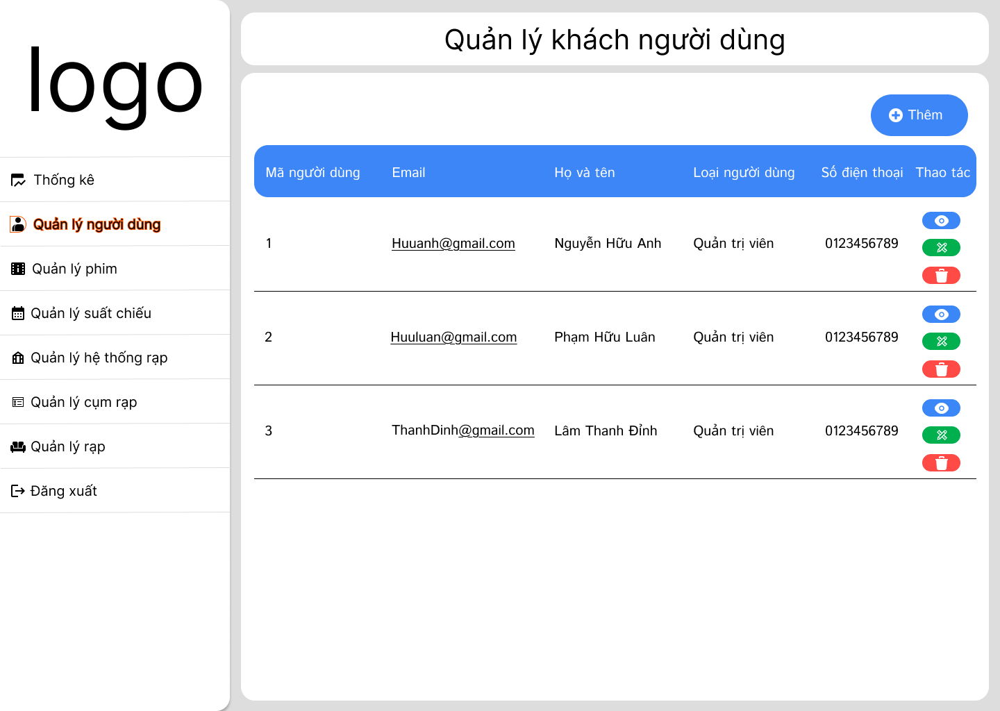 logo
Thống kê
Quản lý người dùng
Quản lý phim
Quản lý suất chiếu
Quản lý hệ thống rạp
Quản lý cụm rạp
Quản lý rạp
Đăng xuất
Quản lý khách người dùng
Thêm
Mã người dùng Email Họ và tên Loại người dùng Số điện thoại Thao tác
1 Huuanh@gmail.com Nguyễn Hữu Anh Quản trị viên 0123456789
2 Huuluan@gmail.com Phạm Hữu Luân Quản trị viên 0123456789
3 ThanhDinh@gmail.com Lâm Thanh Đỉnh Quản trị viên 0123456789